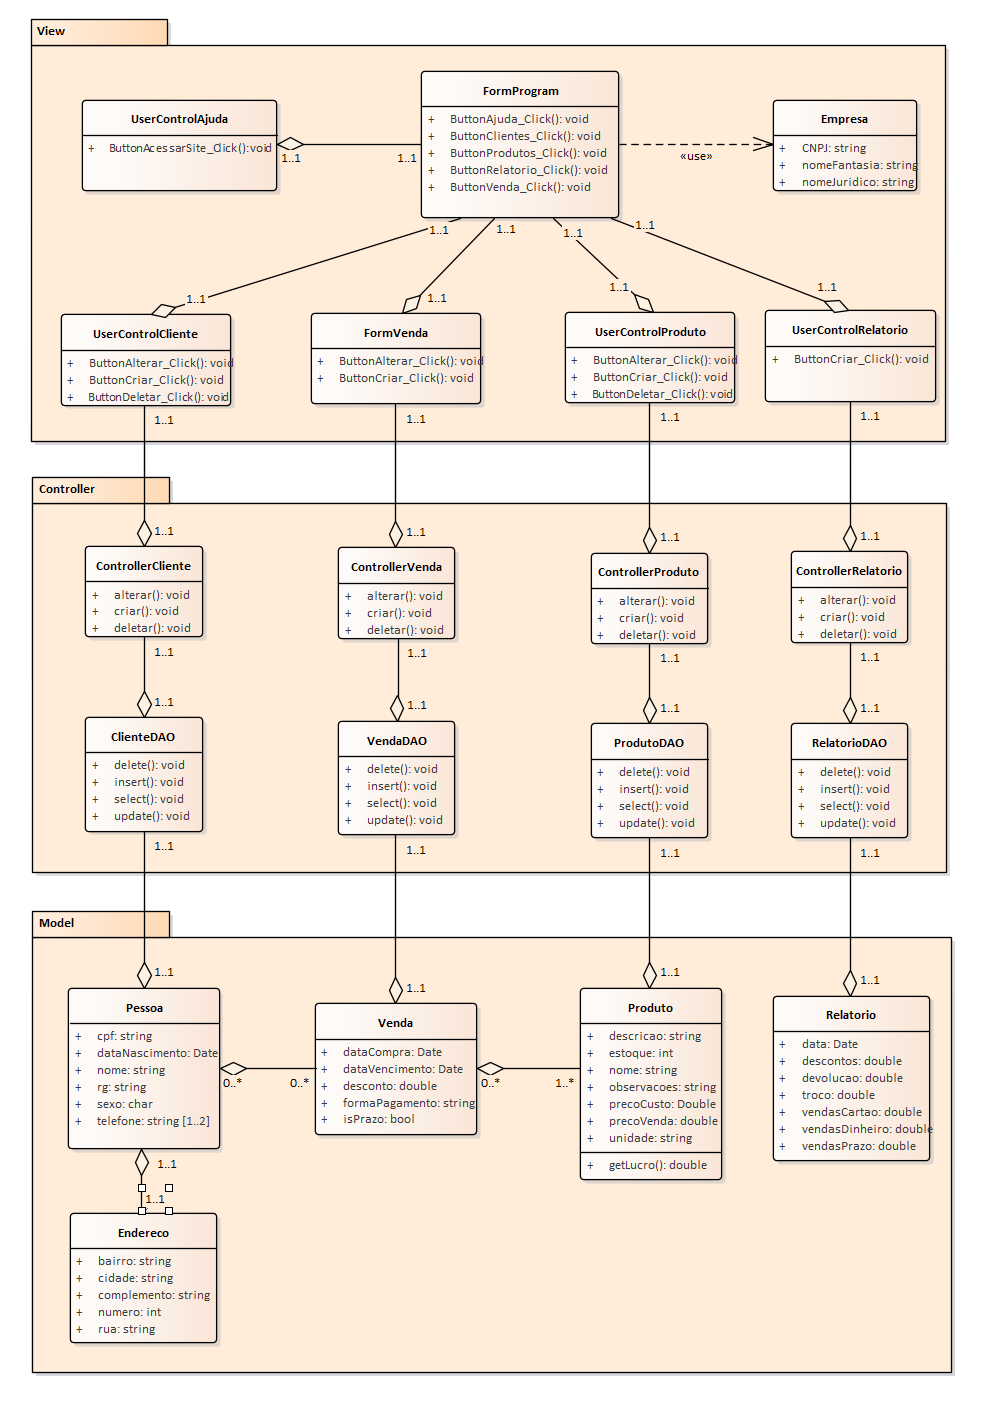 View
UserControlAjuda
+ ButtonAcessarSite_Click():void
FormProgram
+ ButtonAjuda_Click(): void
+ ButtonClientes_Click(): void
+ ButtonProdutos_Click(): void
+ ButtonRelatorio_Click(): void
+ ButtonVenda_Click(): void
Empresa
+ CNPJ: string
+ nomeFantasia: string
+ nomeJuridico: string
1..1
1..1
«use»
1..1
1..1
1..1
1..1
1..1
1..1
1..1
1..1
UserControlCliente
+ ButtonAlterar_Click(): void
+ ButtonCriar_Click(): void
+ ButtonDeletar_Click(): void
FormVenda
+ ButtonAlterar_Click(): void
+ ButtonCriar_Click(): void
UserControlProduto
+ ButtonAlterar_Click(): void
+ ButtonCriar_Click(): void
+ ButtonDeletar_Click(): void
UserControlRelatorio
+ ButtonCriar_Click(): void
1..1
1..1
1..1
1..1
Controller
1..1
1..1
1..1
1..1
ControllerCliente
+ alterar(): void
+ criar(): void
+ deletar(): void
ControllerVenda
+ alterar(): void
+ criar(): void
+ deletar(): void
ControllerProduto
+ alterar(): void
+ criar(): void
+ deletar(): void
ControllerRelatorio
+ alterar(): void
+ criar(): void
+ deletar(): void
1..1
1..1
1..1
1..1
1..1
1..1
1..1
1..1
ClienteDAO
+ delete(): void
+ insert(): void
+ select(): void
+ update(): void
VendaDAO
+ delete(): void
+ insert(): void
+ select(): void
+ update(): void
ProdutoDAO
+ delete(): void
+ insert(): void
+ select(): void
+ update(): void
RelatorioDAO
+ delete(): void
+ insert(): void
+ select(): void
+ update(): void
1..1
1..1
1..1
1..1
Model
1..1
1..1
1..1
1..1
Pessoa
+ cpf: string
+ dataNascimento: Date
+ nome: string
+ rg: string
+ sexo: char
+ telefone: string [1..2]
0..*
0..*
Venda
+ dataCompra: Date
+ dataVencimento: Date
+ desconto: double
+ formaPagamento: string
+ isPrazo: bool
0..*
1..*
Produto
+ descricao: string
+ estoque: int
+ nome: string
+ observacoes: string
+ precoCusto: Double
+ precoVenda: double
+ unidade: string
+ getLucro(): double
Relatorio
+ data: Date
+ descontos: double
+ devolucao: double
+ troco: double
+ vendasCartao: double
+ vendasDinheiro: double
+ vendasPrazo: double
1..1
1..1
Endereco
+ bairro: string
+ cidade: string
+ complemento: string
+ numero: int
+ rua: string